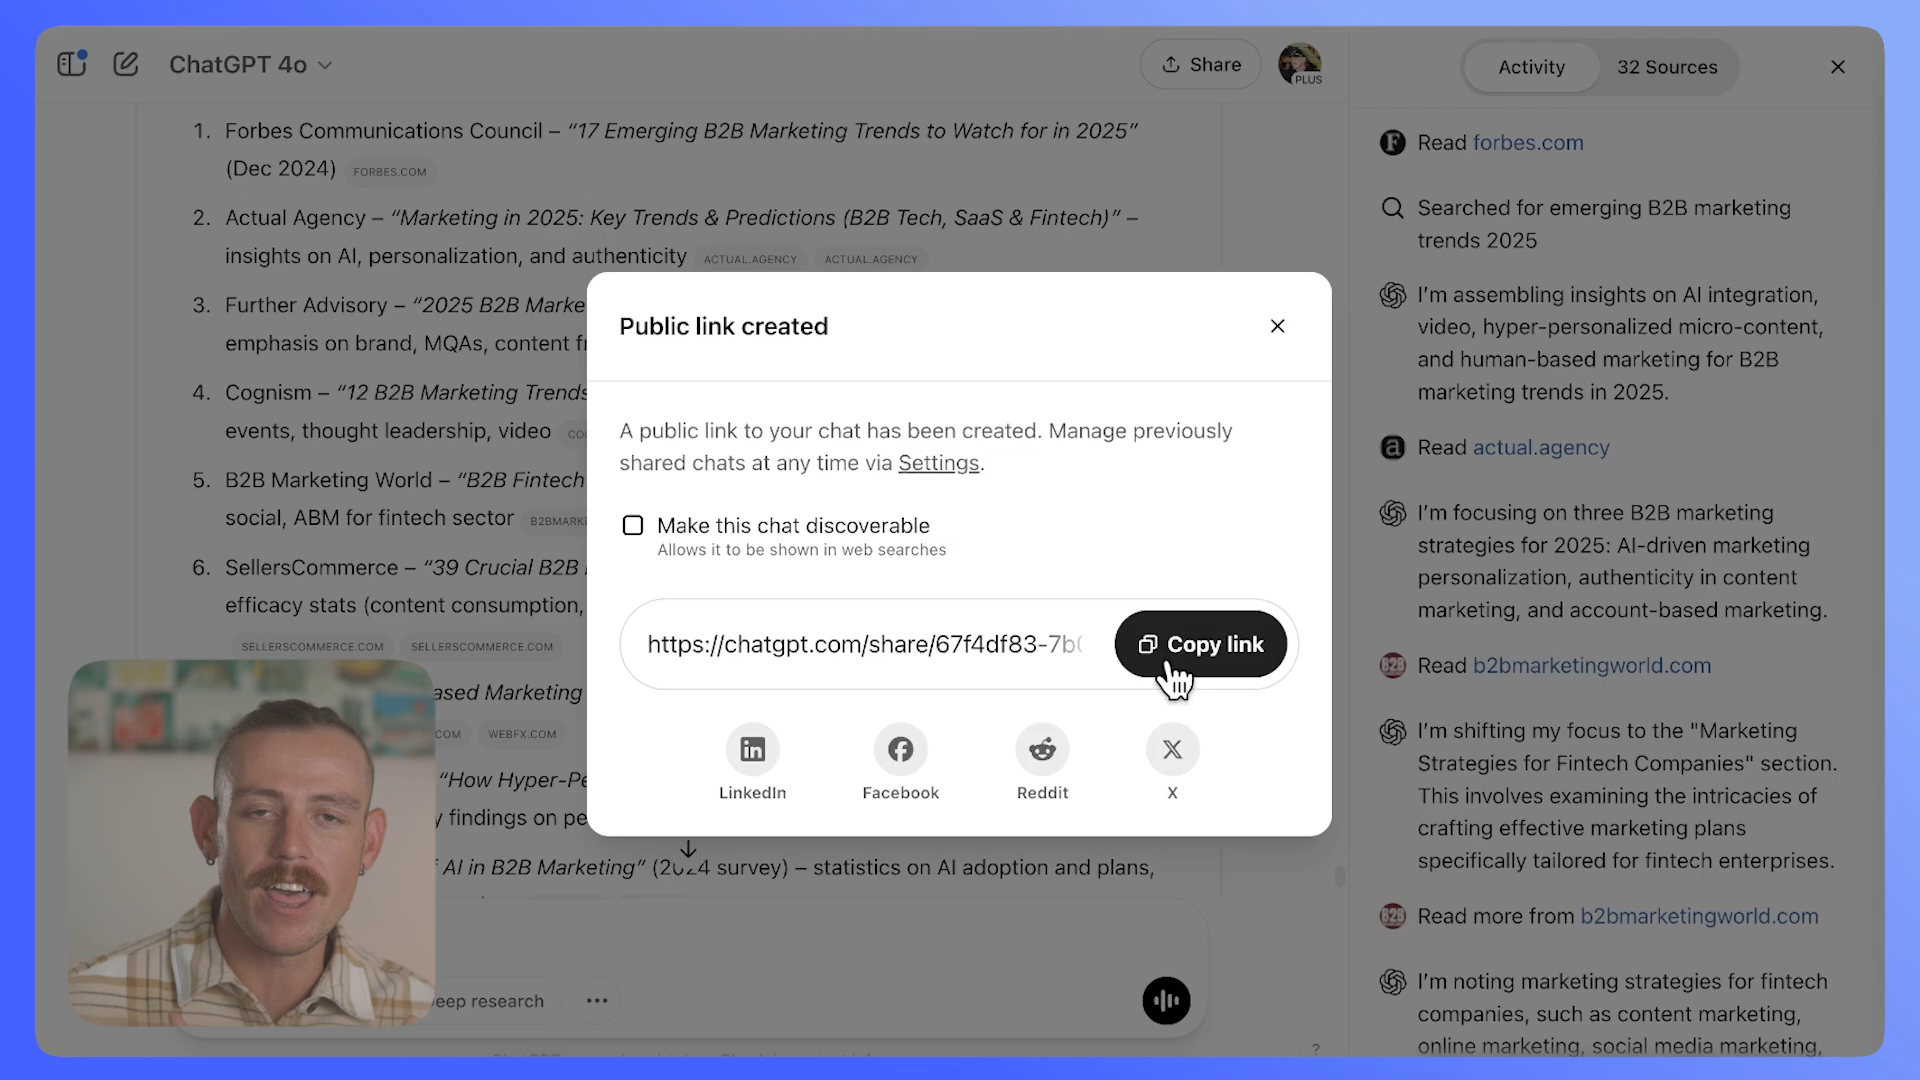 ChatGPT 4o
Share
PLUS
Activity
32 Sources
1. Forbes Communications Council – “17 Emerging B2B Marketing Trends to Watch for in 2025”
(Dec 2024) FORBES.COM
2. Actual Agency – “Marketing in 2025: Key Trends & Predictions (B2B Tech, SaaS & Fintech)” –
insights on AI, personalization, and authenticity ACTUAL.AGENCY ACTUAL.AGENCY
3. Further Advisory – “2025 B2B Marke
emphasis on brand, MQAs, content
4. Cognism – “12 B2B Marketing Trends
events, thought leadership, video
5. B2B Marketing World – “B2B Fintech
social, ABM for fintech sector B2BMARK
6. SellersCommerce – “39 Crucial B2B
efficacy stats (content consumption,
SELLERSCOMMERCE.COM SELLERSCOMMERCE.COM
ased Marketing
COM WEBFX.COM
“How Hyper-Pe
y findings on pe
AI in B2B Marketing” (2024 survey) – statistics on AI adoption and plans,
eep research
Public link created
A public link to your chat has been created. Manage previously
shared chats at any time via Settings.
Make this chat discoverable
Allows it to be shown in web searches
https://chatgpt.com/share/67f4df83-7b
Copy link
LinkedIn
Facebook
Reddit
X
Read forbes.com
Searched for emerging B2B marketing
trends 2025
I’m assembling insights on AI integration,
video, hyper-personalized micro-content,
and human-based marketing for B2B
marketing trends in 2025.
Read actual.agency
I’m focusing on three B2B marketing
strategies for 2025: AI-driven marketing
personalization, authenticity in content
marketing, and account-based marketing.
B2B
Read b2bmarketingworld.com
I’m shifting my focus to the "Marketing
Strategies for Fintech Companies" section.
This involves examining the intricacies of
crafting effective marketing plans
specifically tailored for fintech enterprises.
B2B
Read more from b2bmarketingworld.com
I’m noting marketing strategies for fintech
companies, such as content marketing,
online marketing, social media marketing,
?